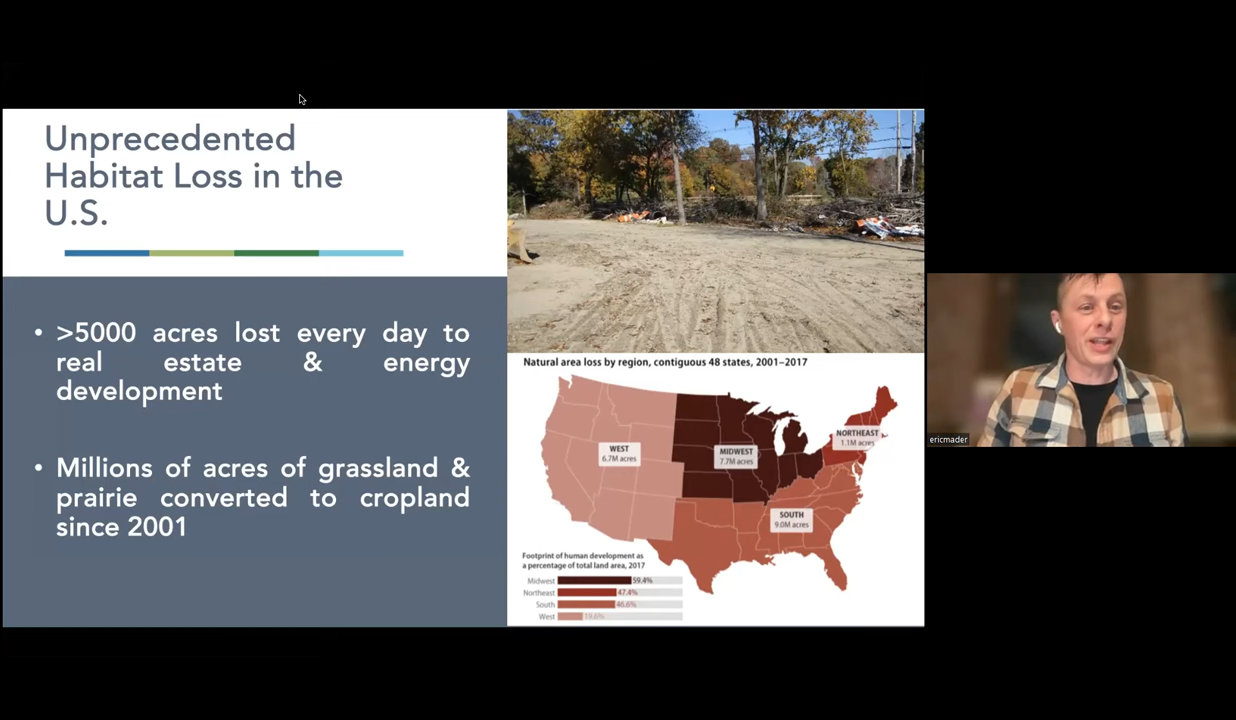 Unprecedented
Habitat Loss in the
U.S.
• >5000 acres lost every day to
real estate & energy
development
• Millions of acres of grassland &
prairie converted to cropland
since 2001
Natural area loss by region, contiguous 48 states, 2001–2017
WEST
6.7M acres
MIDWEST
7.7M acres
NORTHEAST
1.1M acres
SOUTH
9.0M acres
Footprint of human development as
a percentage of total land area, 2017
Midwest 59.4%
Northeast 47.4%
South 46.6%
West
ericmader